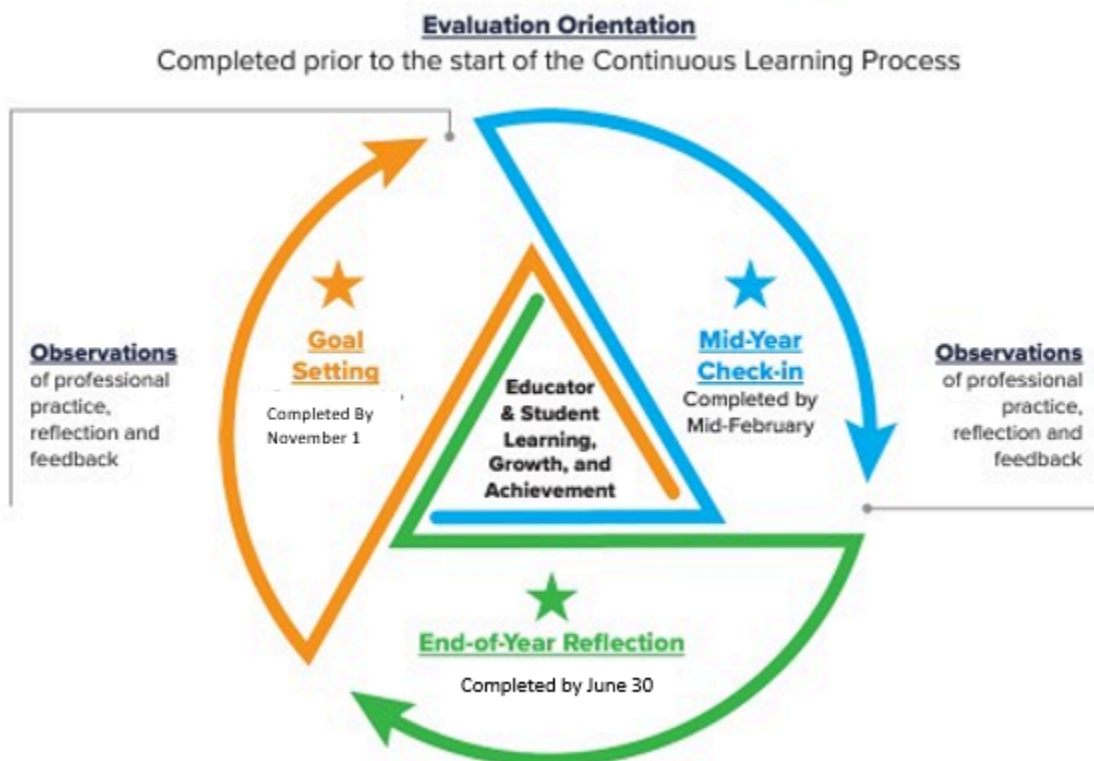 Evaluation Orientation
Completed prior to the start of the Continuous Learning Process
Observations
of professional
practice,
reflection and
feedback
Goal
Setting
Completed By
November 1
Educator
& Student
Learning,
Growth, and
Achievement
Mid-Year
Check-in
Completed by
Mid-February
Observations
of professional
practice,
reflection and
feedback
End-of-Year Reflection
Completed by June 30